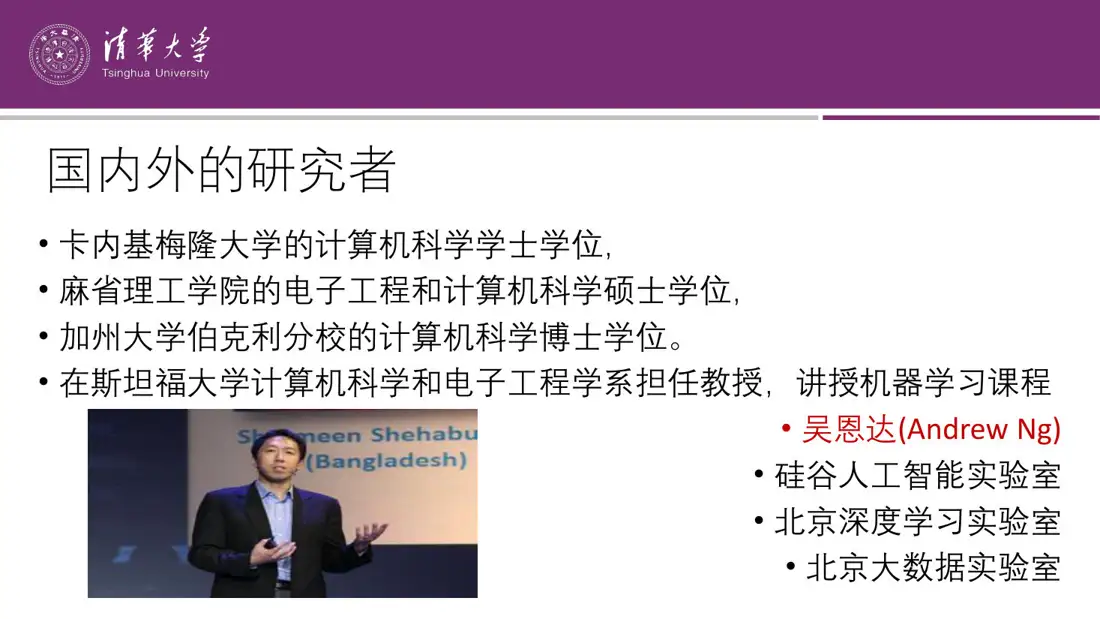 清华大学
Tsinghua University
国内外的研究者
• 卡内基梅隆大学的计算机科学学士学位,
• 麻省理工学院的电子工程和计算机科学硕士学位,
• 加州大学伯克利分校的计算机科学博士学位。
• 在斯坦福大学计算机科学和电子工程学系担任教授，讲授机器学习课程
Shehabu
(Bangladesh)
• 吴恩达(Andrew Ng)
• 硅谷人工智能实验室
• 北京深度学习实验室
• 北京大数据实验室